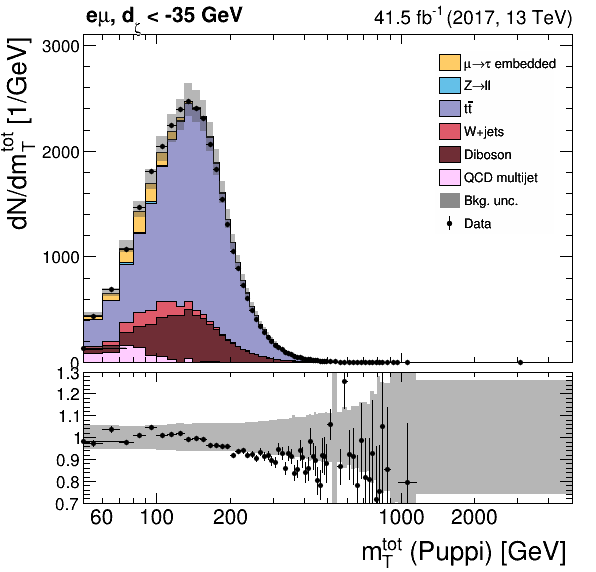 eμ, dζ < -35 GeV
41.5 fb⁻¹ (2017, 13 TeV)
dN/dm_T^tot [1/GeV]
3000
2000
1000
0
μ→τ embedded
Z→ll
tt̄
W+jets
Diboson
QCD multijet
Bkg. unc.
Data
1.3
1.2
1.1
1
0.9
0.8
0.7
60 100 200 1000 2000
m_T^tot (Puppi) [GeV]